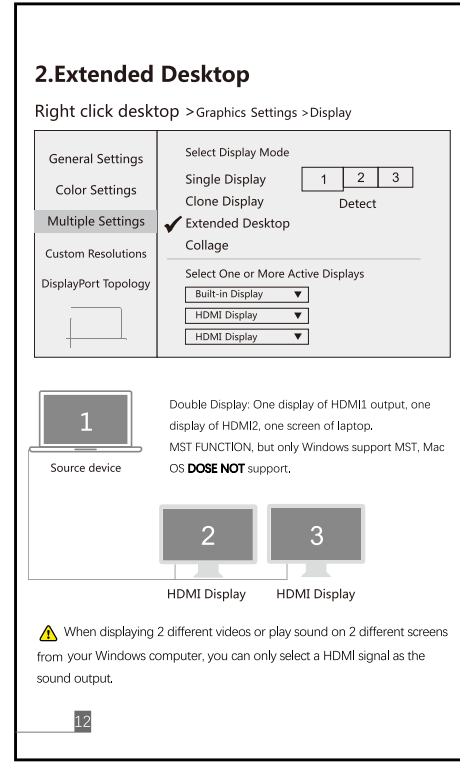 2.Extended Desktop
Right click desktop >Graphics Settings >Display
General Settings
Color Settings
Multiple Settings
Custom Resolutions
DisplayPort Topology
Select Display Mode
Single Display
Clone Display
✔Extended Desktop
Collage
1 2 3
Detect
Select One or More Active Displays
Built-in Display ▼
HDMI Display ▼
HDMI Display ▼
1
Source device
Double Display: One display of HDMI1 output, one
display of HDMI2, one screen of laptop.
MST FUNCTION, but only Windows support MST, Mac
OS DOSE NOT support.
2
3
HDMI Display
HDMI Display
When displaying 2 different videos or play sound on 2 different screens
from your Windows computer, you can only select a HDMI signal as the
sound output.
12